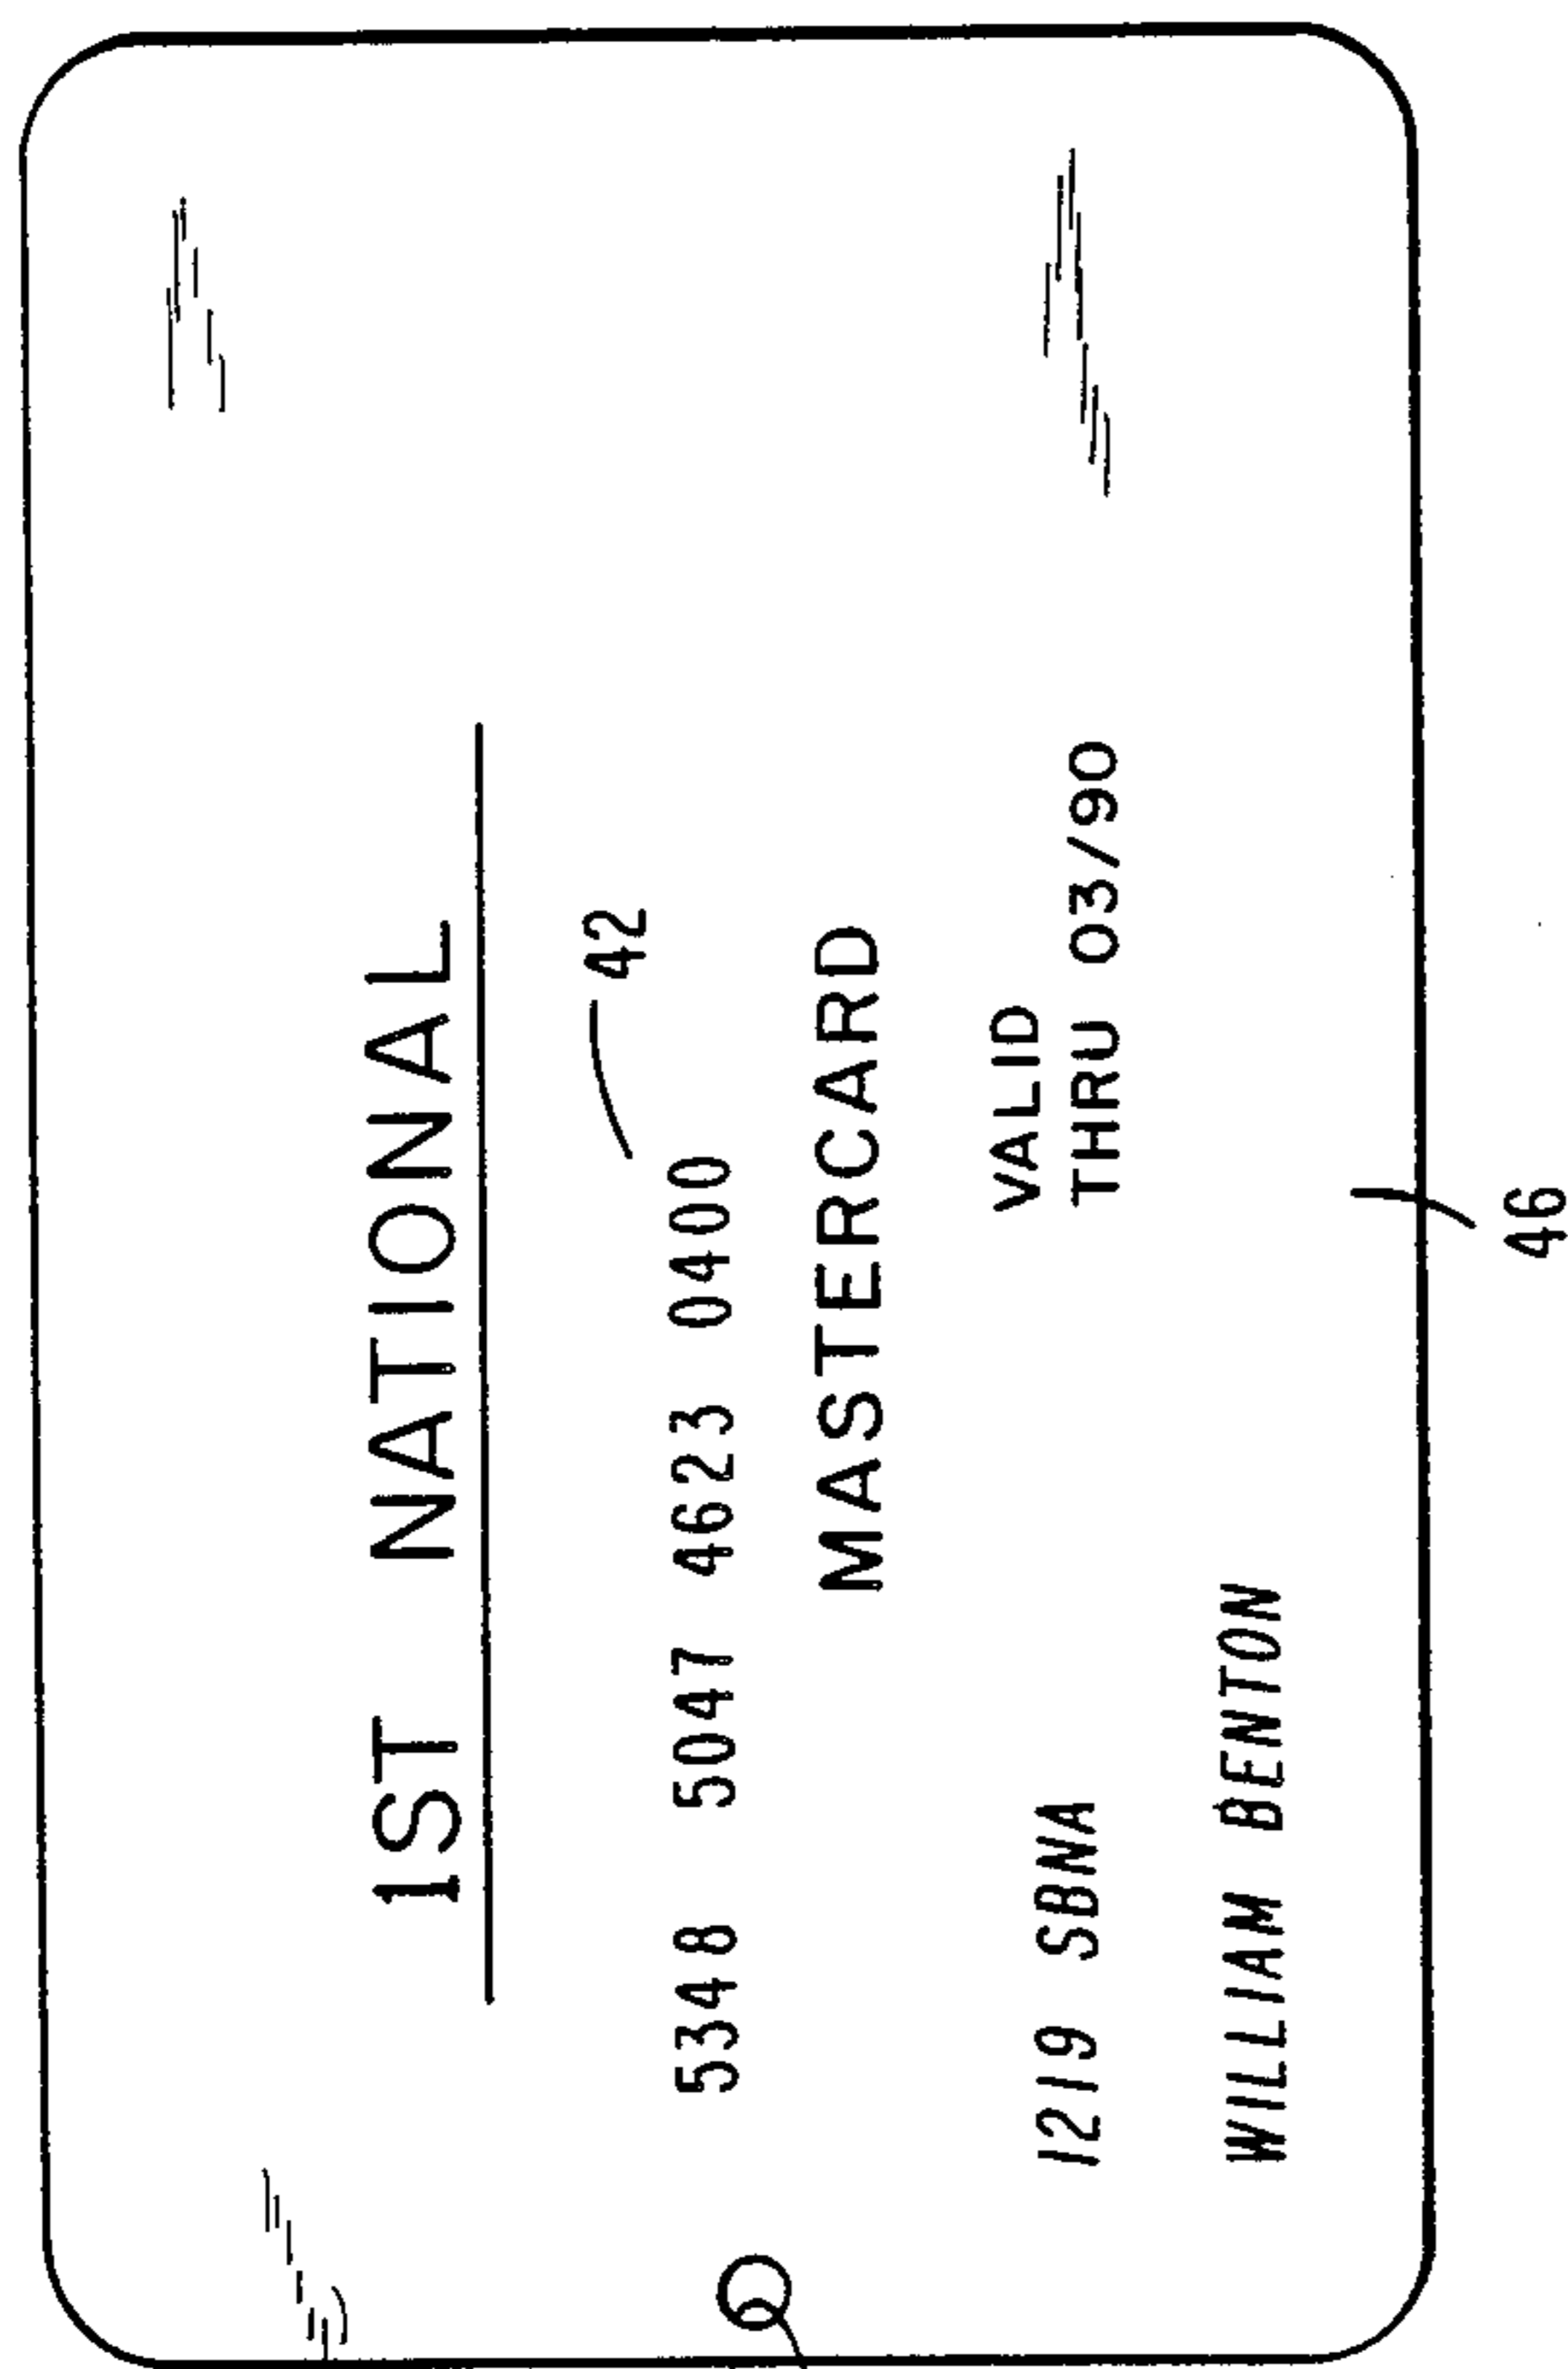 1ST NATIONAL
42
5348 5047 4623 0400
MASTERCARD
VALID
THRU 03/90
1219 SBNA
WILLIAM BENTON
46